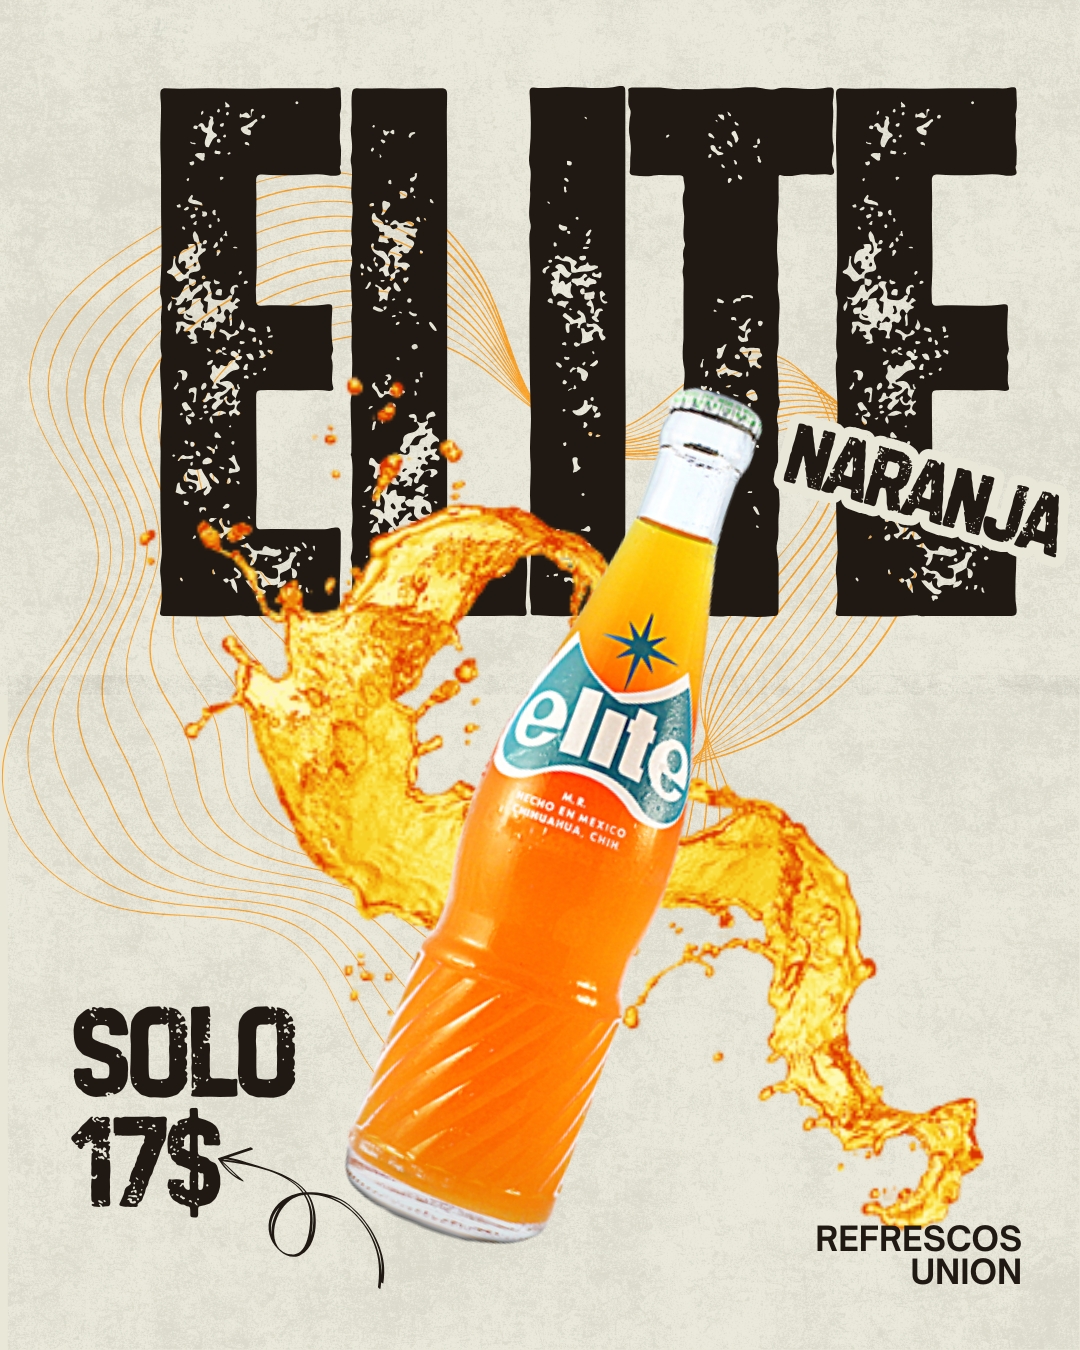 ELITE
NARANJA
elite
M.R.
HECHO EN MEXICO
CHIHUAHUA, CHIH
SOLO
17$
REFRESCOS
UNION